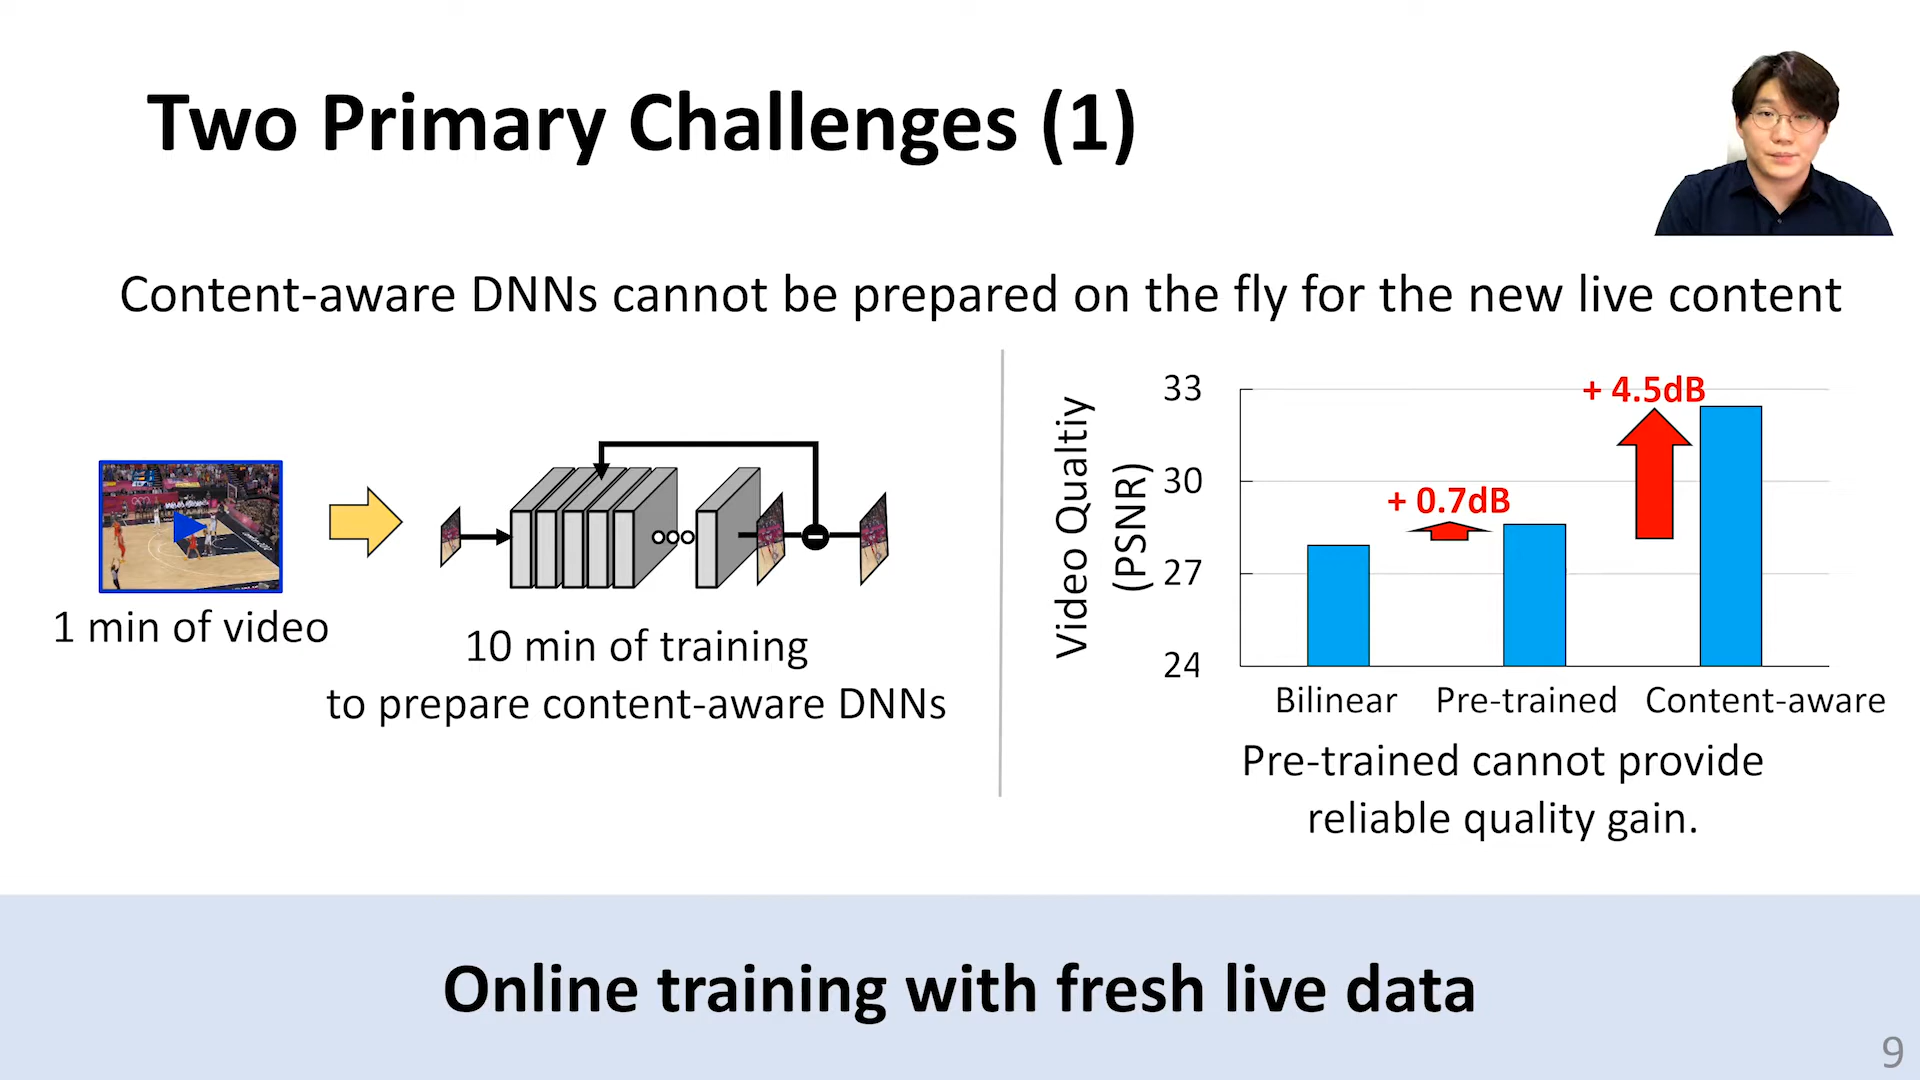 Two Primary Challenges (1)
Content-aware DNNs cannot be prepared on the fly for the new live content
1 min of video
10 min of training
to prepare content-aware DNNs
Video Qualtiy
(PSNR)
33
30
27
24
+ 0.7dB
+ 4.5dB
Bilinear
Pre-trained
Content-aware
Pre-trained cannot provide
reliable quality gain.
Online training with fresh live data
9